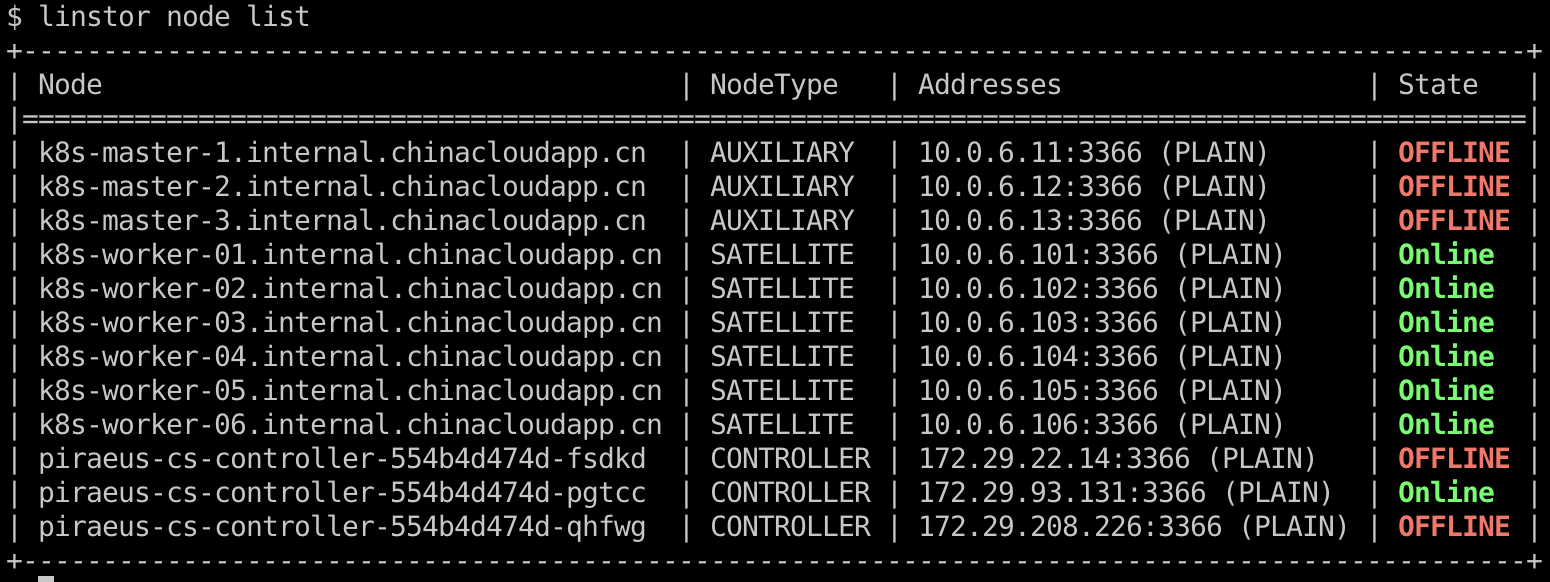 $ linstor node list
+----------------------------------------------------------------------------------------------+
| Node                                    | NodeType   | Addresses                   | State   |
|==============================================================================================|
| k8s-master-1.internal.chinacloudapp.cn  | AUXILIARY  | 10.0.6.11:3366 (PLAIN)      | OFFLINE |
| k8s-master-2.internal.chinacloudapp.cn  | AUXILIARY  | 10.0.6.12:3366 (PLAIN)      | OFFLINE |
| k8s-master-3.internal.chinacloudapp.cn  | AUXILIARY  | 10.0.6.13:3366 (PLAIN)      | OFFLINE |
| k8s-worker-01.internal.chinacloudapp.cn | SATELLITE  | 10.0.6.101:3366 (PLAIN)     | Online  |
| k8s-worker-02.internal.chinacloudapp.cn | SATELLITE  | 10.0.6.102:3366 (PLAIN)     | Online  |
| k8s-worker-03.internal.chinacloudapp.cn | SATELLITE  | 10.0.6.103:3366 (PLAIN)     | Online  |
| k8s-worker-04.internal.chinacloudapp.cn | SATELLITE  | 10.0.6.104:3366 (PLAIN)     | Online  |
| k8s-worker-05.internal.chinacloudapp.cn | SATELLITE  | 10.0.6.105:3366 (PLAIN)     | Online  |
| k8s-worker-06.internal.chinacloudapp.cn | SATELLITE  | 10.0.6.106:3366 (PLAIN)     | Online  |
| piraeus-cs-controller-554b4d474d-fsdkd  | CONTROLLER | 172.29.22.14:3366 (PLAIN)   | OFFLINE |
| piraeus-cs-controller-554b4d474d-pgtcc  | CONTROLLER | 172.29.93.131:3366 (PLAIN)  | Online  |
| piraeus-cs-controller-554b4d474d-qhfwg  | CONTROLLER | 172.29.208.226:3366 (PLAIN) | OFFLINE |
+----------------------------------------------------------------------------------------------+